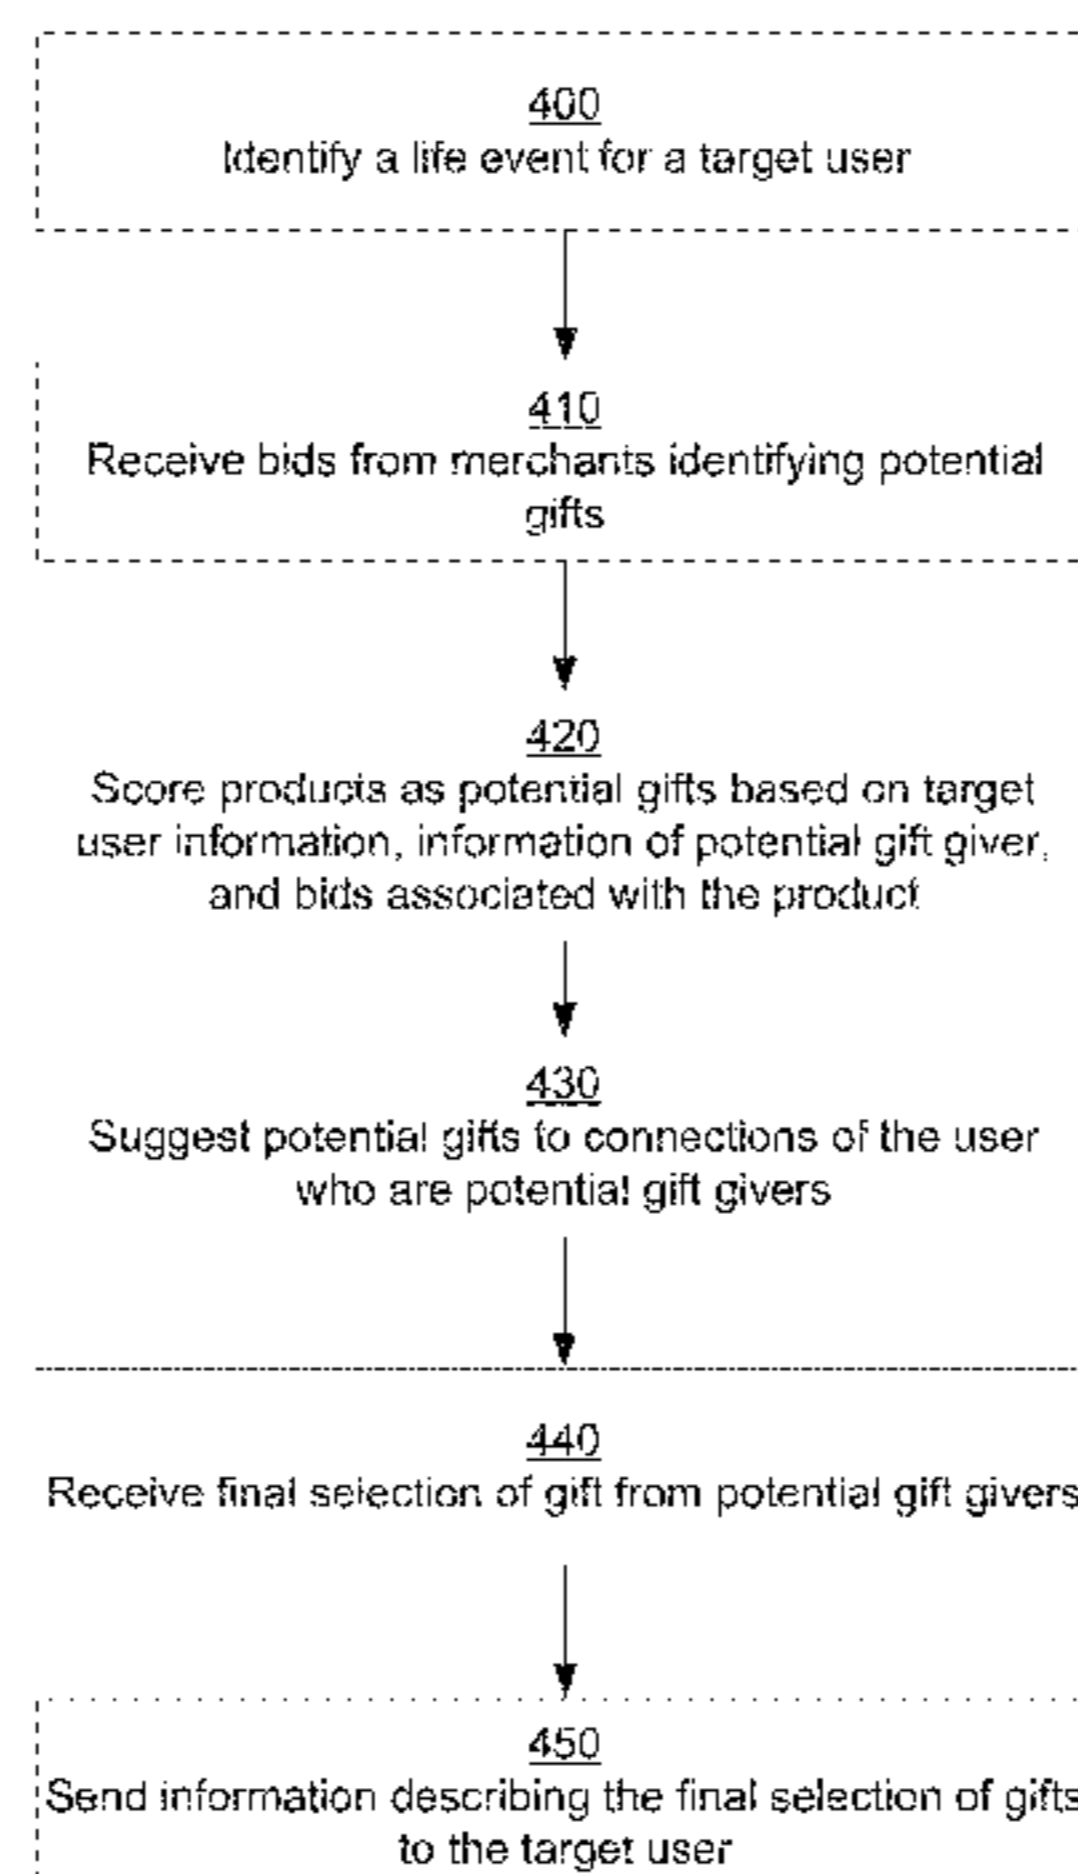 400
Identify a life event for a target user
410
Receive bids from merchants identifying potential
gifts
420
Score products as potential gifts based on target
user information, information of potential gift giver,
and bids associated with the product
430
Suggest potential gifts to connections of the user
who are potential gift givers
440
Receive final selection of gift from potential gift givers
450
Send information describing the final selection of gifts
to the target user